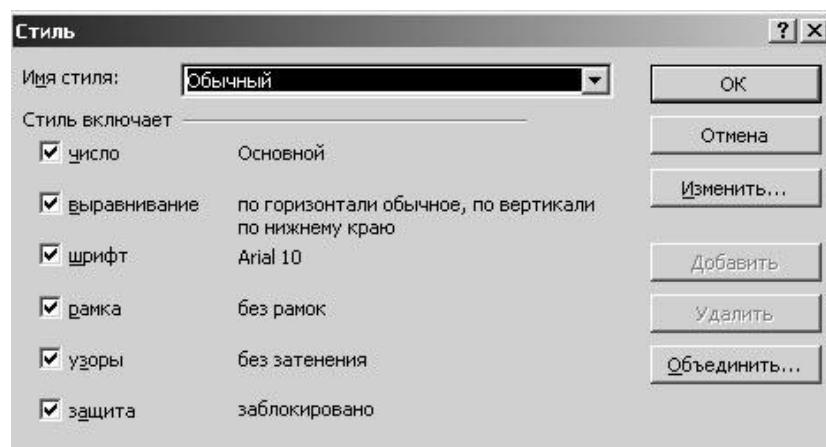 Стиль
Имя стиля: Обычный
ОК
Стиль включает
Отмена
число Основной
Изменить...
выравнивание по горизонтали обычное, по вертикали
по нижнему краю
шрифт Arial 10
Добавить
рамка без рамок
Удалить
узоры без затенения
Объединить...
защита заблокировано